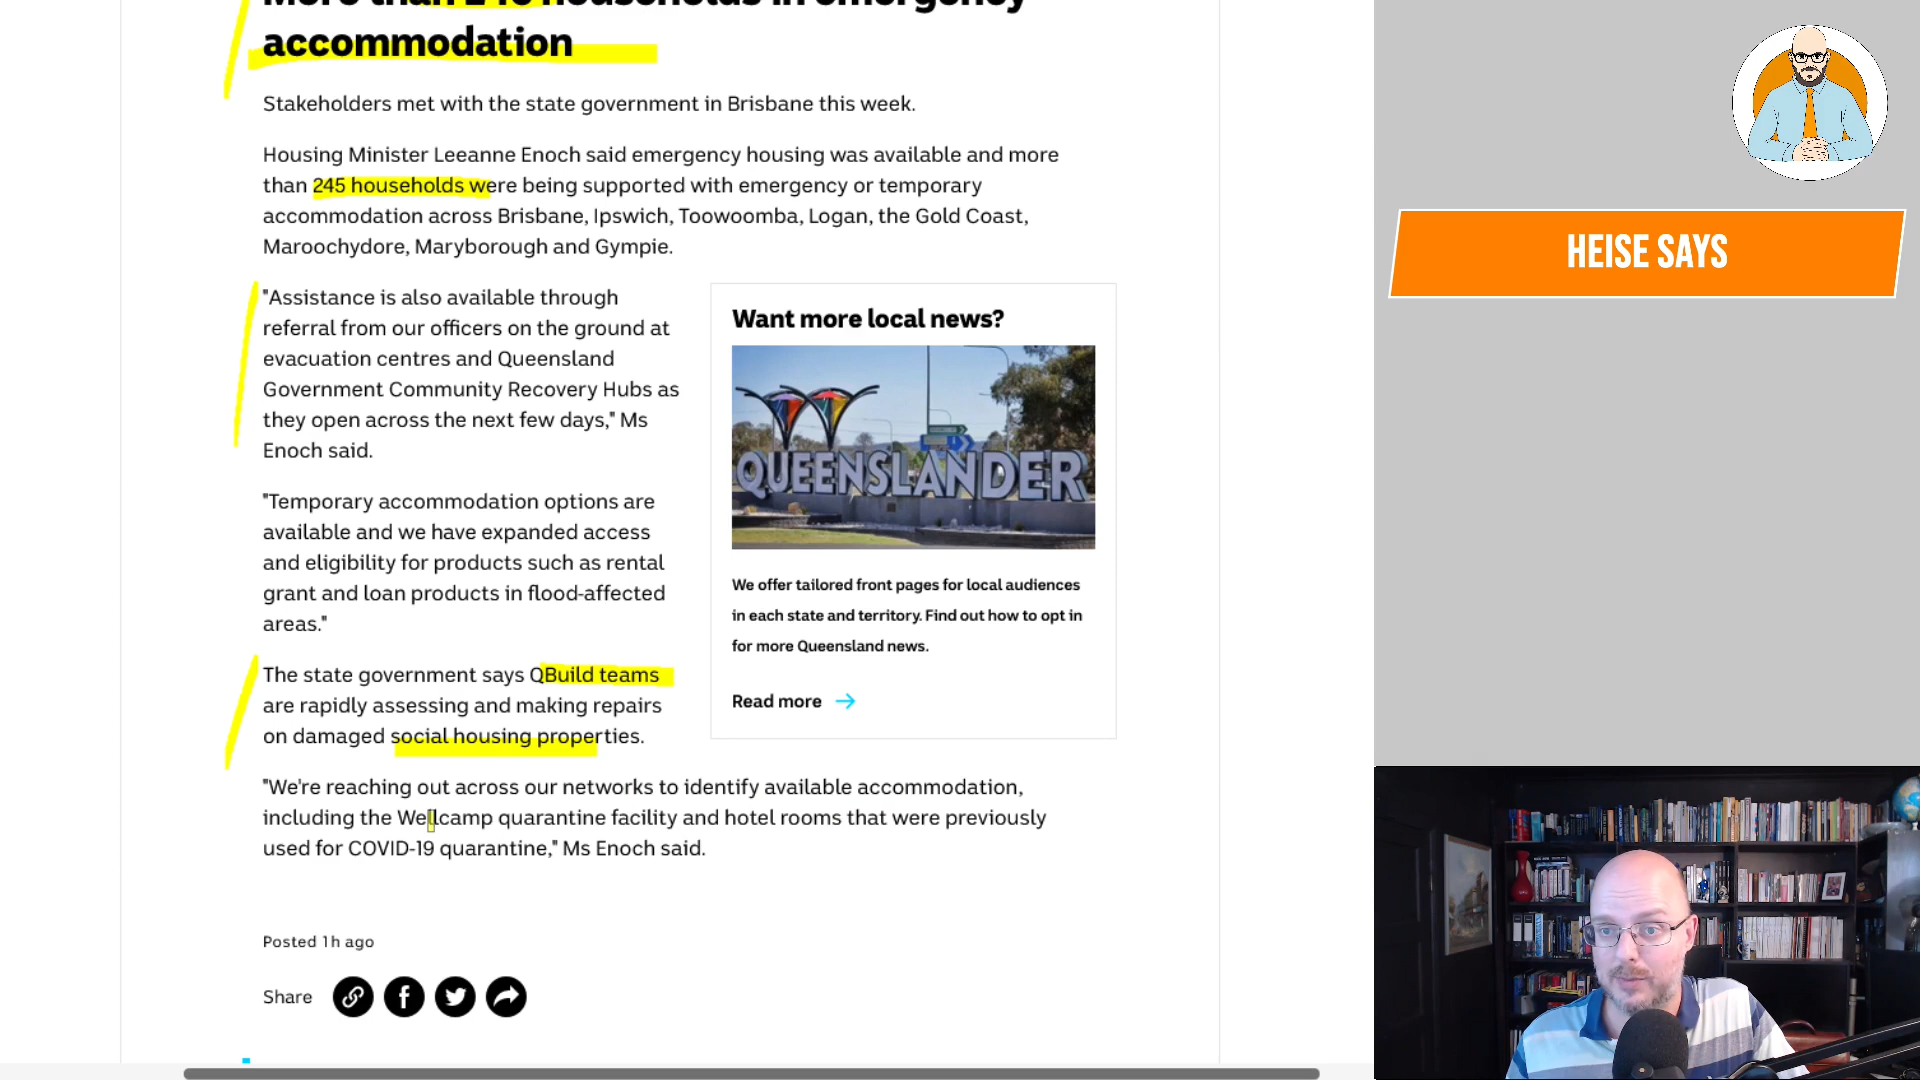 More than 245 households in emergency
accommodation
Stakeholders met with the state government in Brisbane this week.
Housing Minister Leeanne Enoch said emergency housing was available and more
than 245 households were being supported with emergency or temporary
accommodation across Brisbane, Ipswich, Toowoomba, Logan, the Gold Coast,
Maroochydore, Maryborough and Gympie.
"Assistance is also available through
referral from our officers on the ground at
evacuation centres and Queensland
Government Community Recovery Hubs as
they open across the next few days," Ms
Enoch said.
"Temporary accommodation options are
available and we have expanded access
and eligibility for products such as rental
grant and loan products in flood-affected
areas."
The state government says QBuild teams
are rapidly assessing and making repairs
on damaged social housing properties.
"We're reaching out across our networks to identify available accommodation,
including the Wellcamp quarantine facility and hotel rooms that were previously
used for COVID-19 quarantine," Ms Enoch said.
Posted 1h ago
Share
Want more local news?
QUEENSLANDER
We offer tailored front pages for local audiences
in each state and territory. Find out how to opt in
for more Queensland news.
Read more
HEISE SAYS